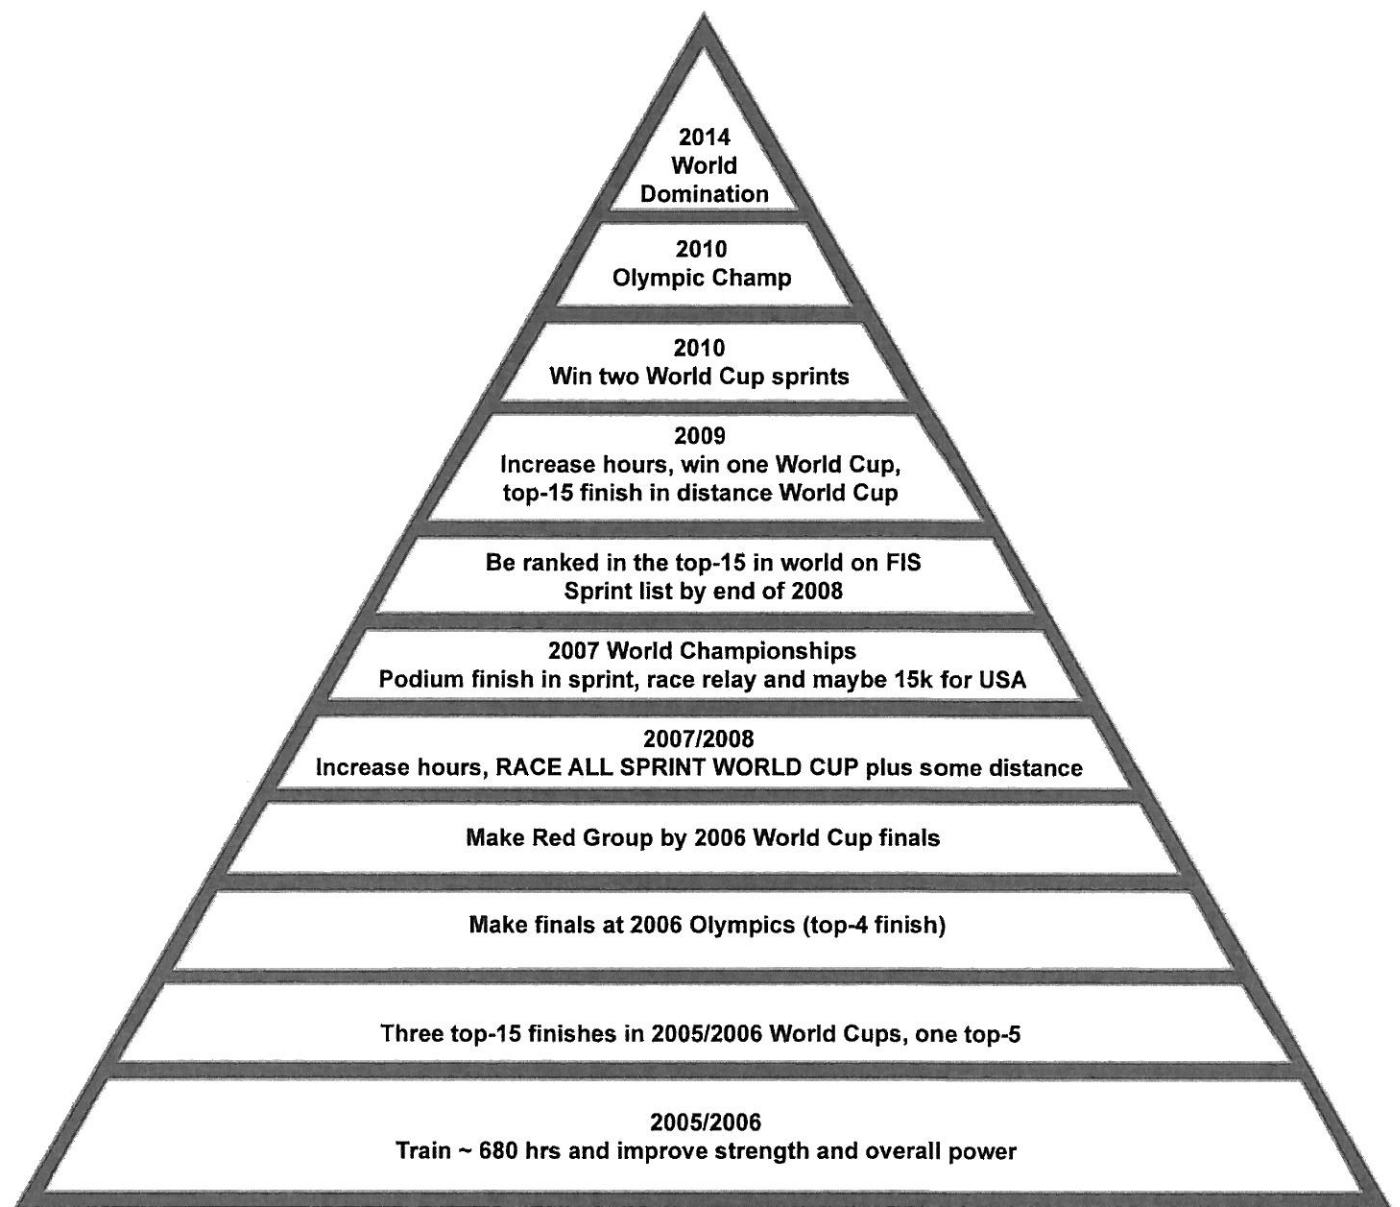 2014
World
Domination
2010
Olympic Champ
2010
Win two World Cup sprints
2009
Increase hours, win one World Cup,
top-15 finish in distance World Cup
Be ranked in the top-15 in world on FIS
Sprint list by end of 2008
2007 World Championships
Podium finish in sprint, race relay and maybe 15k for USA
2007/2008
Increase hours, RACE ALL SPRINT WORLD CUP plus some distance
Make Red Group by 2006 World Cup finals
Make finals at 2006 Olympics (top-4 finish)
Three top-15 finishes in 2005/2006 World Cups, one top-5
2005/2006
Train ~ 680 hrs and improve strength and overall power